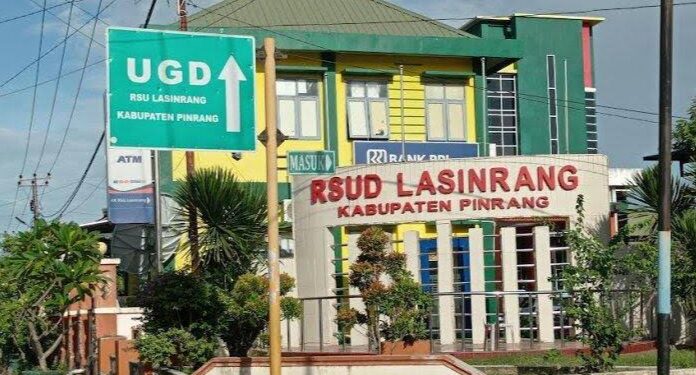 UGD
RSU LASINRANG
KABUPATEN PINRANG
ATM
MASUK
BANK BRI
RSUD LASINRANG
KABUPATEN PINRANG